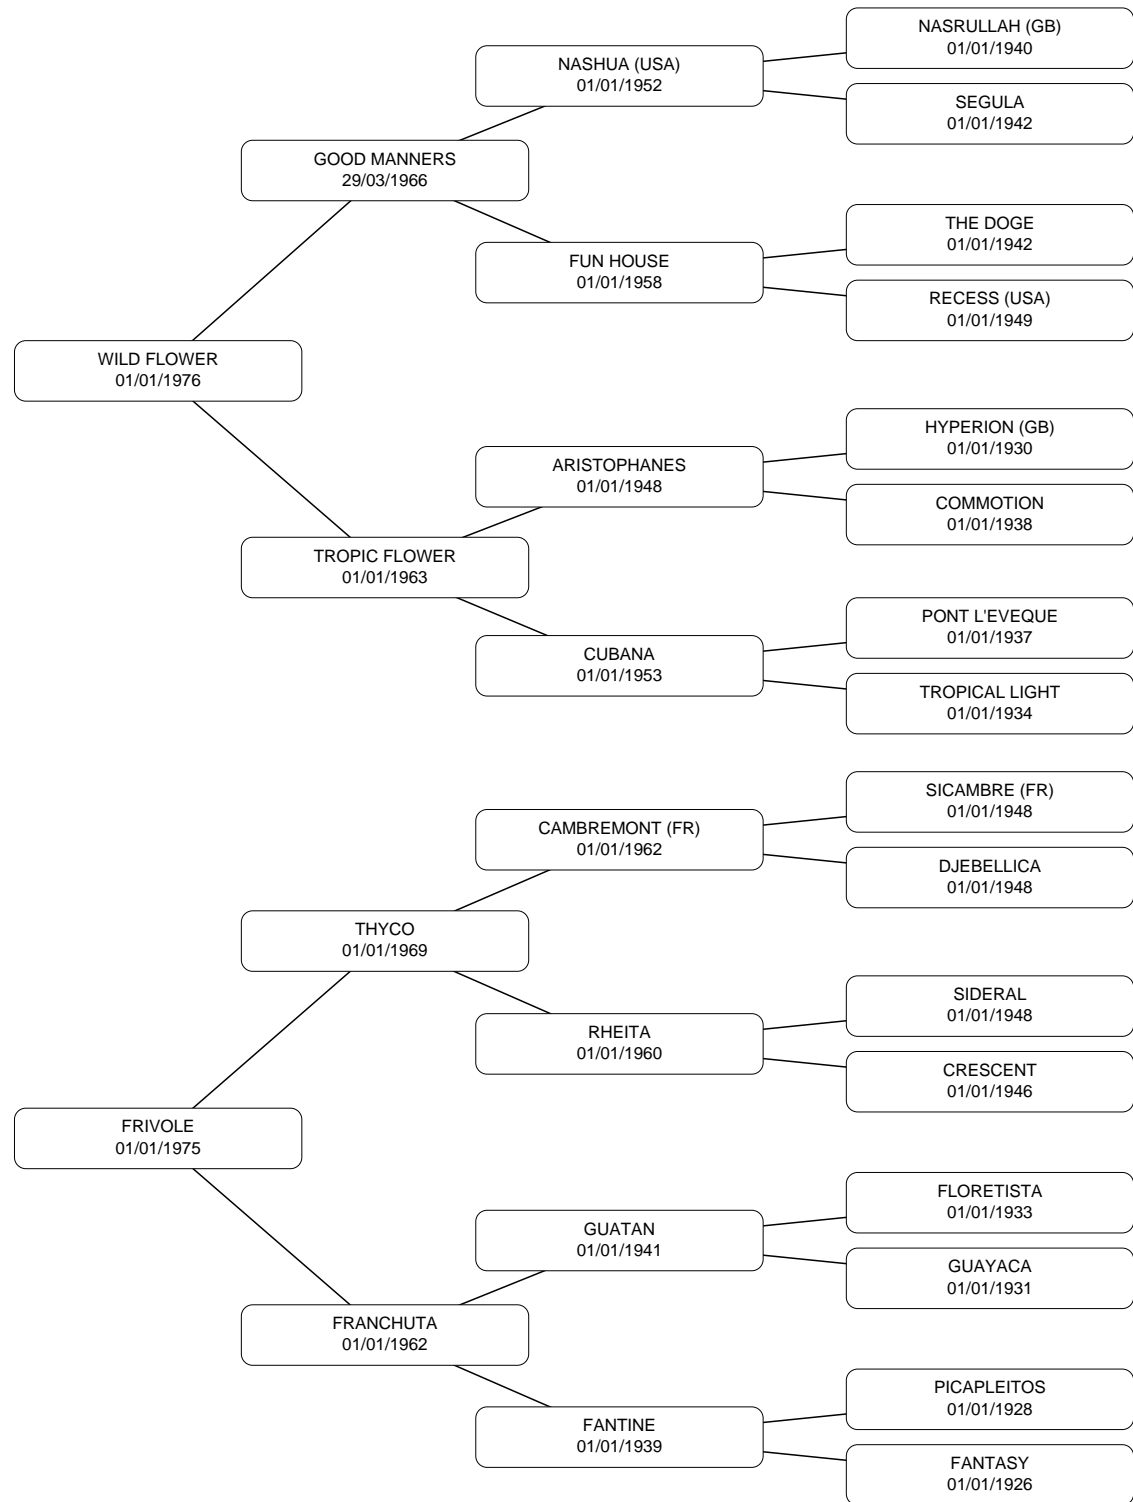 NASRULLAH (GB)
01/01/1940
NASHUA (USA)
01/01/1952
SEGULA
01/01/1942
GOOD MANNERS
29/03/1966
THE DOGE
01/01/1942
FUN HOUSE
01/01/1958
RECESS (USA)
01/01/1949
WILD FLOWER
01/01/1976
HYPERION (GB)
01/01/1930
ARISTOPHANES
01/01/1948
COMMOTION
01/01/1938
TROPIC FLOWER
01/01/1963
PONT L'EVEQUE
01/01/1937
CUBANA
01/01/1953
TROPICAL LIGHT
01/01/1934
SICAMBRE (FR)
01/01/1948
CAMBREMONT (FR)
01/01/1962
DJEBELLICA
01/01/1948
THYCO
01/01/1969
SIDERAL
01/01/1948
RHEITA
01/01/1960
CRESCENT
01/01/1946
FRIVOLE
01/01/1975
FLORETISTA
01/01/1933
GUATAN
01/01/1941
GUAYACA
01/01/1931
FRANCHUTA
01/01/1962
PICAPLEITOS
01/01/1928
FANTINE
01/01/1939
FANTASY
01/01/1926